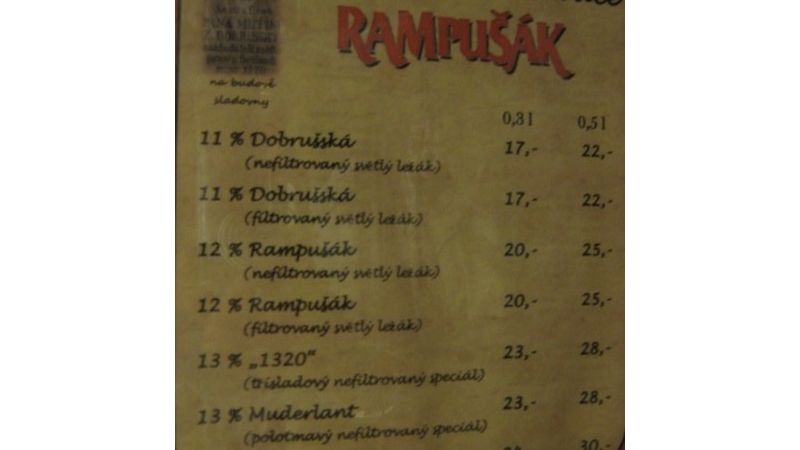 RAMPUŠÁK
na budově
sladovny
0,3 l 0,5 l
11 % Dobrušská 17,- 22,-
(nefiltrovaný světlý ležák)
11 % Dobrušská 17,- 22,-
(filtrovaný světlý ležák)
12 % Rampušák 20,- 25,-
(nefiltrovaný světlý ležák)
12 % Rampušák 20,- 25,-
(filtrovaný světlý ležák)
13 % „1320“ 23,- 28,-
(třísladový nefiltrovaný speciál)
13 % Muderlant 23,- 28,-
(polotmavý nefiltrovaný speciál)
30,-